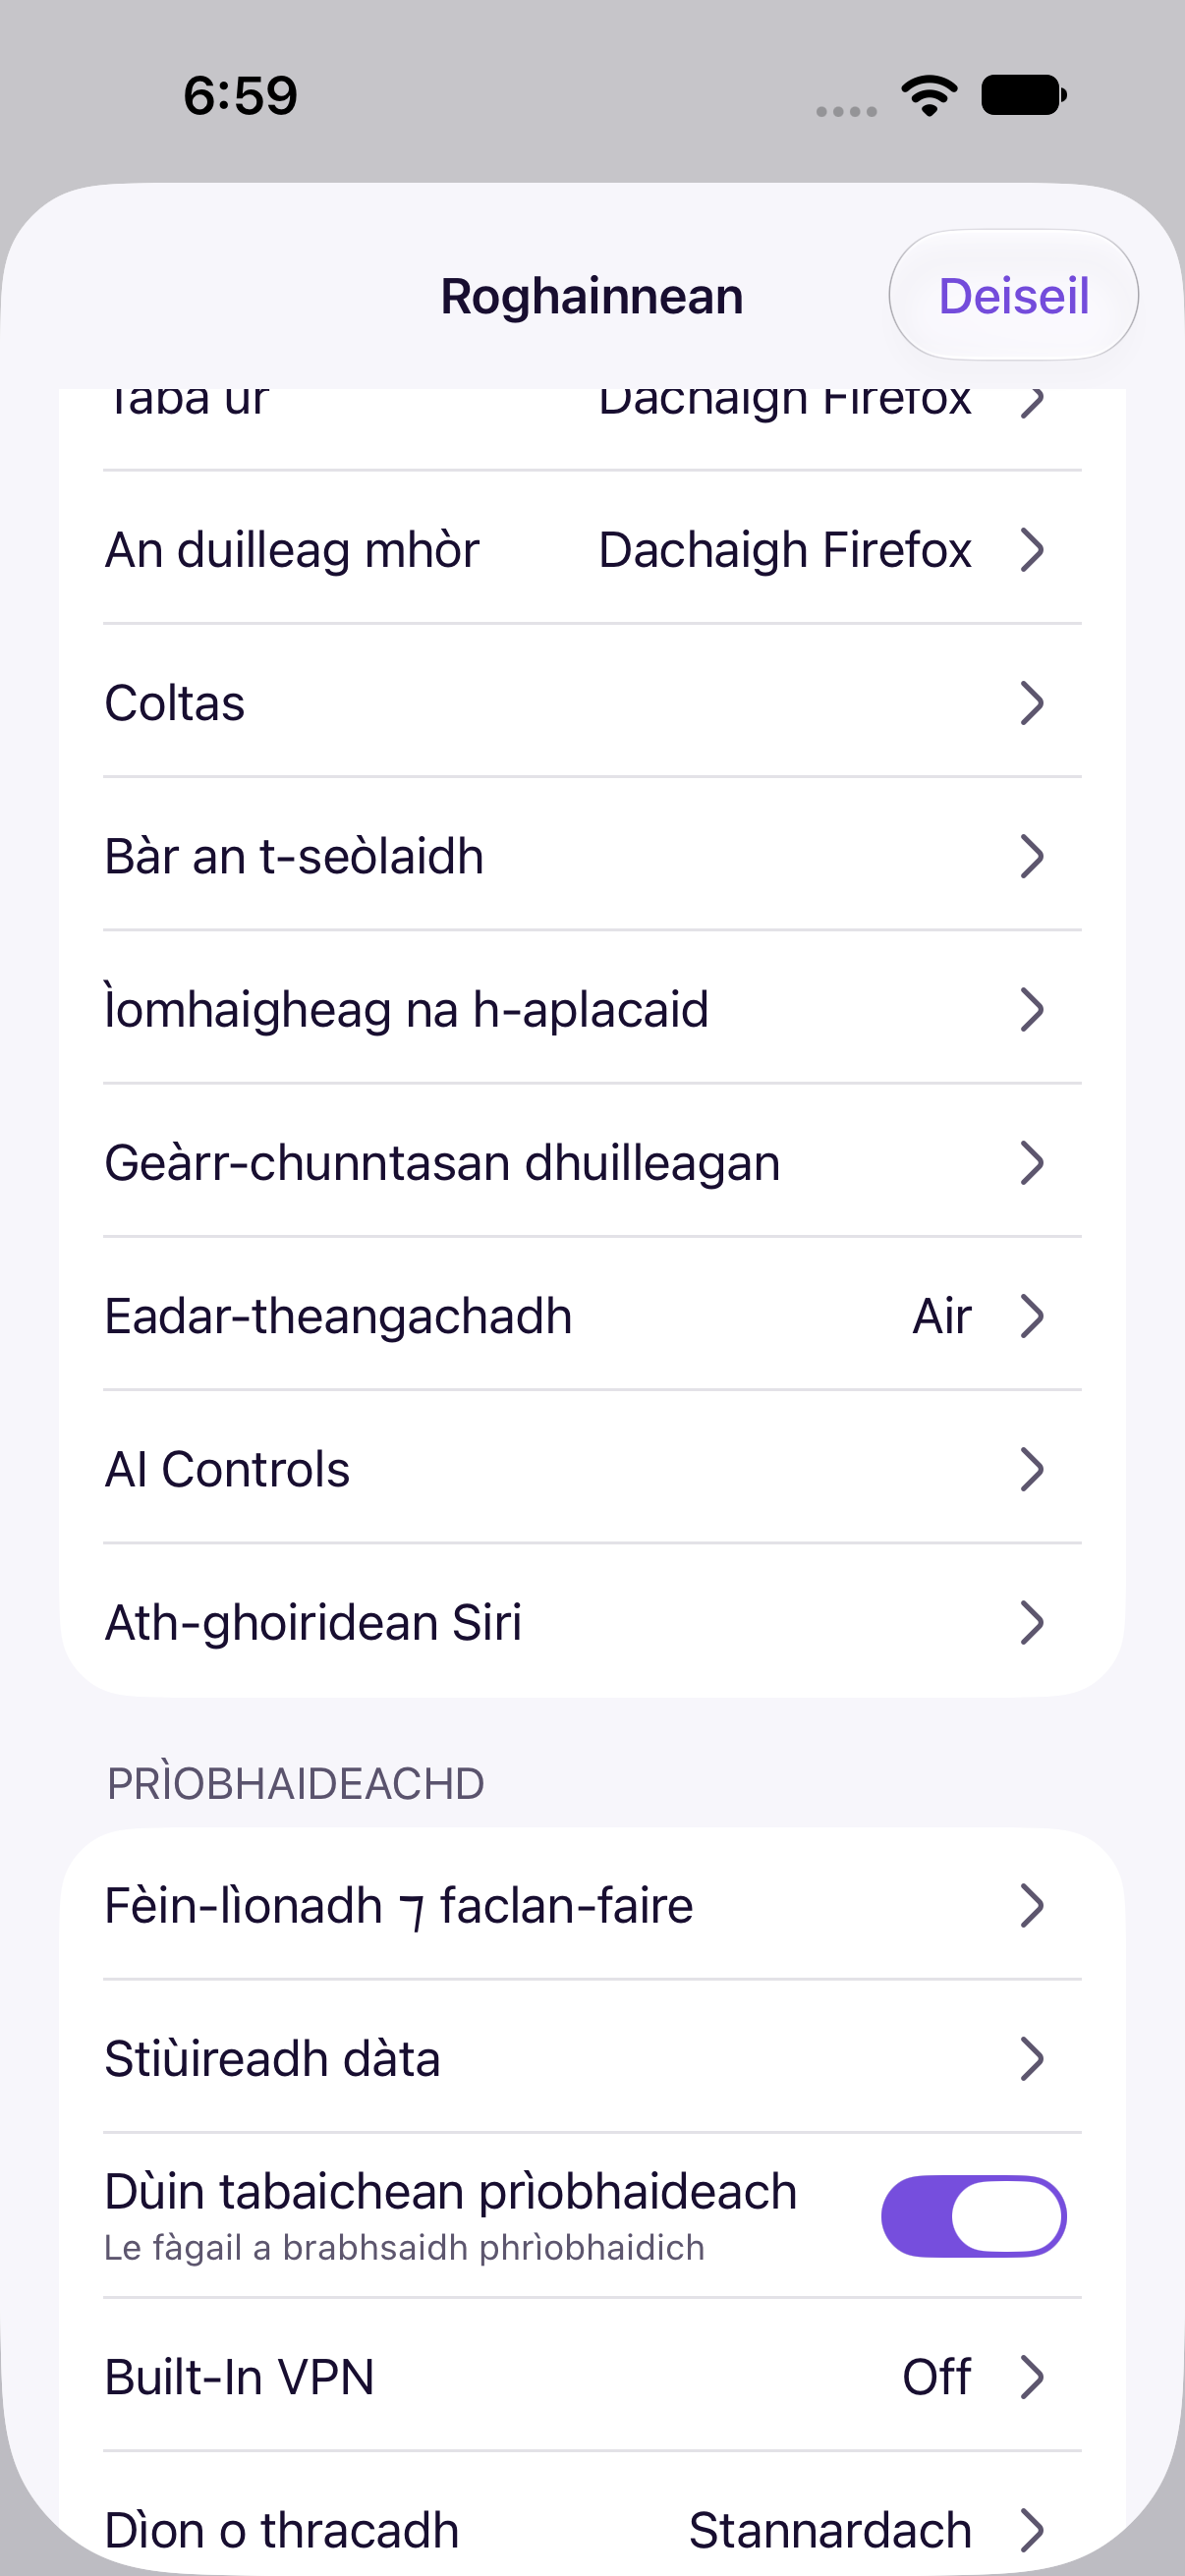 6:59
Roghainnean
Deiseil
Taba ùr Dachaigh Firefox
An duilleag mhòr Dachaigh Firefox
Coltas
Bàr an t-seòlaidh
Ìomhaigheag na h-aplacaid
Geàrr-chunntasan dhuilleagan
Eadar-theangachadh Air
AI Controls
Ath-ghoiridean Siri
PRÌOBHAIDEACHD
Fèin-lìonadh ⁊ faclan-faire
Stiùireadh dàta
Dùin tabaichean prìobhaideach
Le fàgail a brabhsaidh phrìobhaidich
Built-In VPN Off
Dìon o thracadh Stannardach